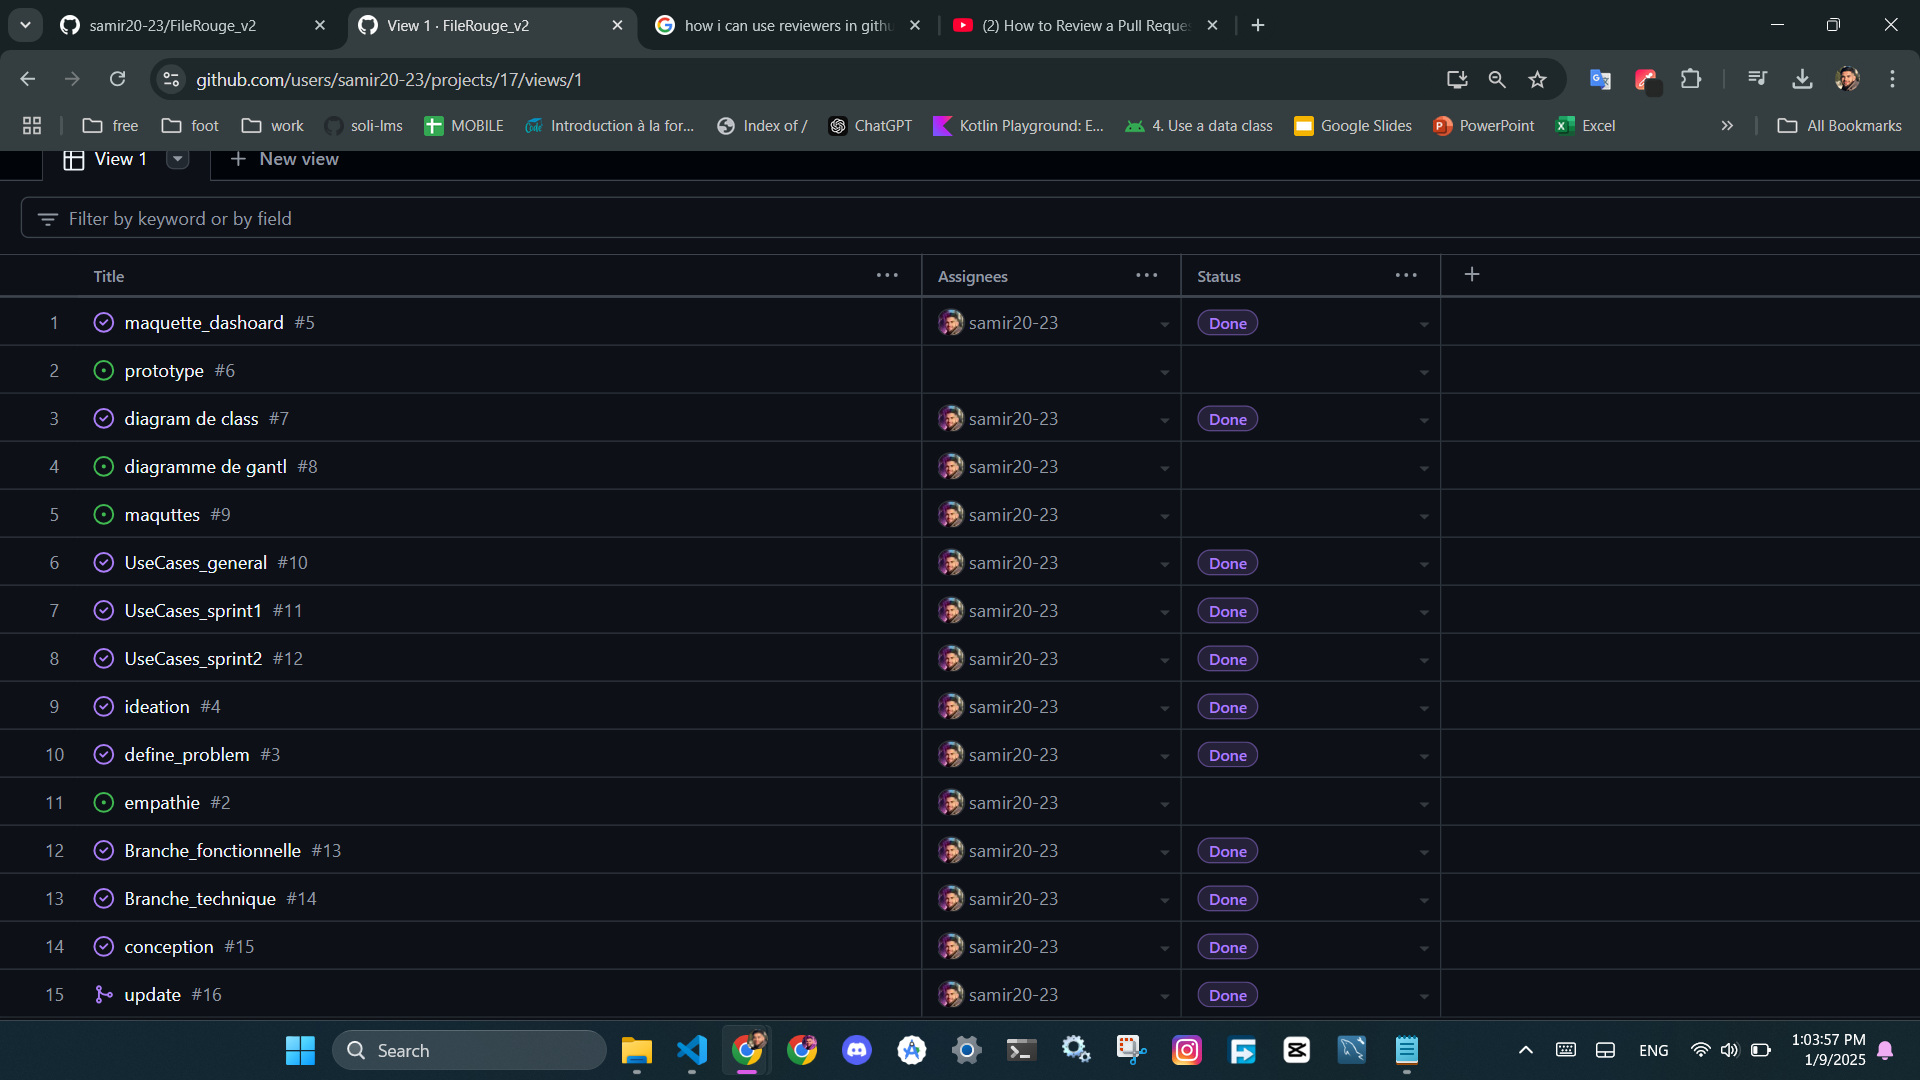 samir20-23/FileRouge_v2
View 1 · FileRouge_v2
how i can use reviewers in githu
(2) How to Review a Pull Reques
github.com/users/samir20-23/projects/17/views/1
free
foot
work
soli-lms
MOBILE
Introduction à la for...
Index of /
ChatGPT
Kotlin Playground: E...
4. Use a data class
Google Slides
PowerPoint
Excel
All Bookmarks
View 1
New view
Filter by keyword or by field
Title Assignees Status
1 maquette_dashoard #5 samir20-23 Done
2 prototype #6
3 diagram de class #7 samir20-23 Done
4 diagramme de gantl #8 samir20-23
5 maquttes #9 samir20-23
6 UseCases_general #10 samir20-23 Done
7 UseCases_sprint1 #11 samir20-23 Done
8 UseCases_sprint2 #12 samir20-23 Done
9 ideation #4 samir20-23 Done
10 define_problem #3 samir20-23 Done
11 empathie #2 samir20-23
12 Branche_fonctionnelle #13 samir20-23 Done
13 Branche_technique #14 samir20-23 Done
14 conception #15 samir20-23 Done
15 update #16 samir20-23 Done
Search
ENG
1:03:57 PM
1/9/2025